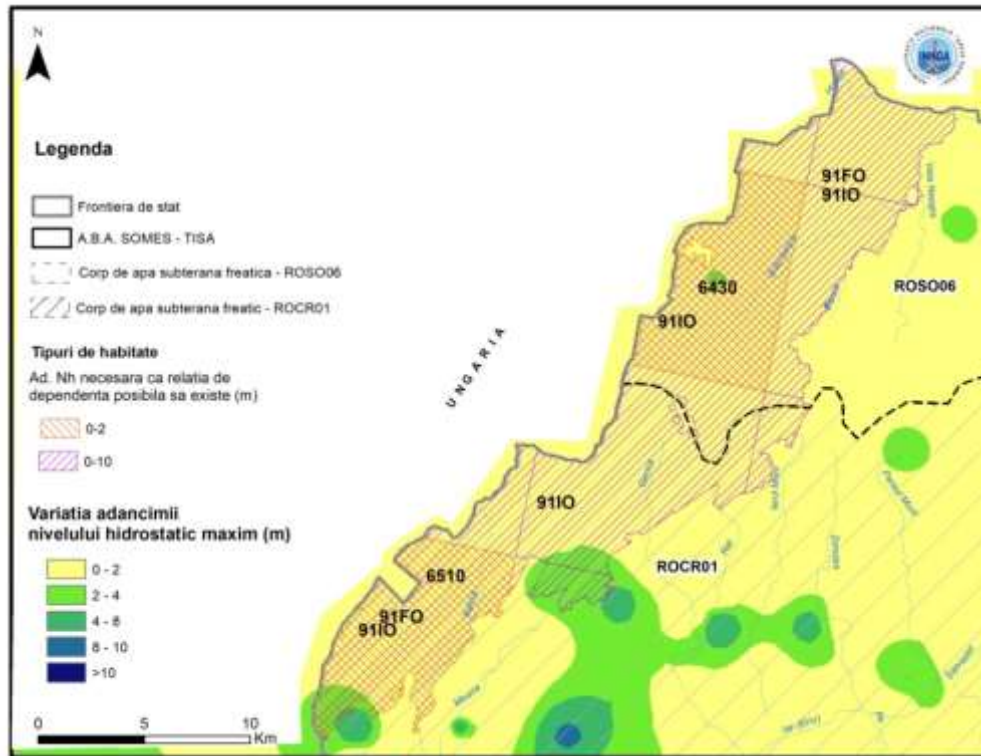 N
Legenda
Frontiera de stat
A.B.A. SOMES - TISA
Corp de apa subterana freatica - ROSO06
Corp de apa subterana freatic - ROCR01
Tipuri de habitate
Ad. Nh necesara ca relatia de
dependenta posibila sa existe (m)
0-2
0-10
Variatia adancimii
nivelului hidrostatic maxim (m)
0 - 2
2 - 4
4 - 8
8 - 10
>10
0 5 10
Km
UNGARIA
91FO
91IO
ROSO06
6430
91IO
91IO
ROCR01
6510
91FO
91IO